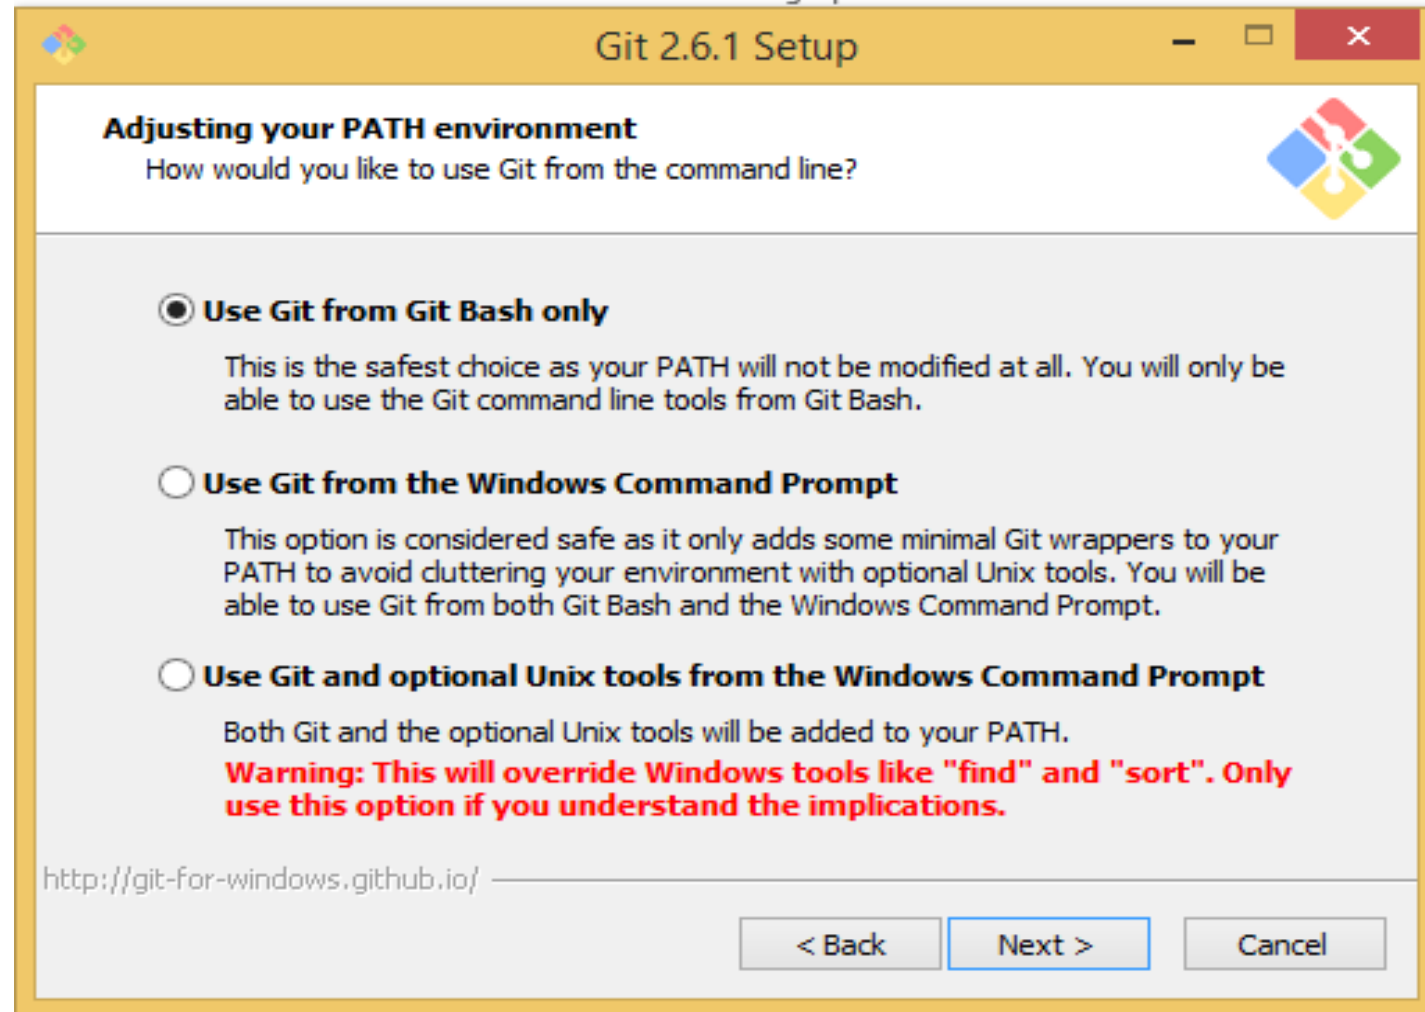 Git 2.6.1 Setup
Adjusting your PATH environment
How would you like to use Git from the command line?
Use Git from Git Bash only
This is the safest choice as your PATH will not be modified at all. You will only be
able to use the Git command line tools from Git Bash.
Use Git from the Windows Command Prompt
This option is considered safe as it only adds some minimal Git wrappers to your
PATH to avoid cluttering your environment with optional Unix tools. You will be
able to use Git from both Git Bash and the Windows Command Prompt.
Use Git and optional Unix tools from the Windows Command Prompt
Both Git and the optional Unix tools will be added to your PATH.
Warning: This will override Windows tools like "find" and "sort". Only
use this option if you understand the implications.
http://git-for-windows.github.io/
< Back Next > Cancel